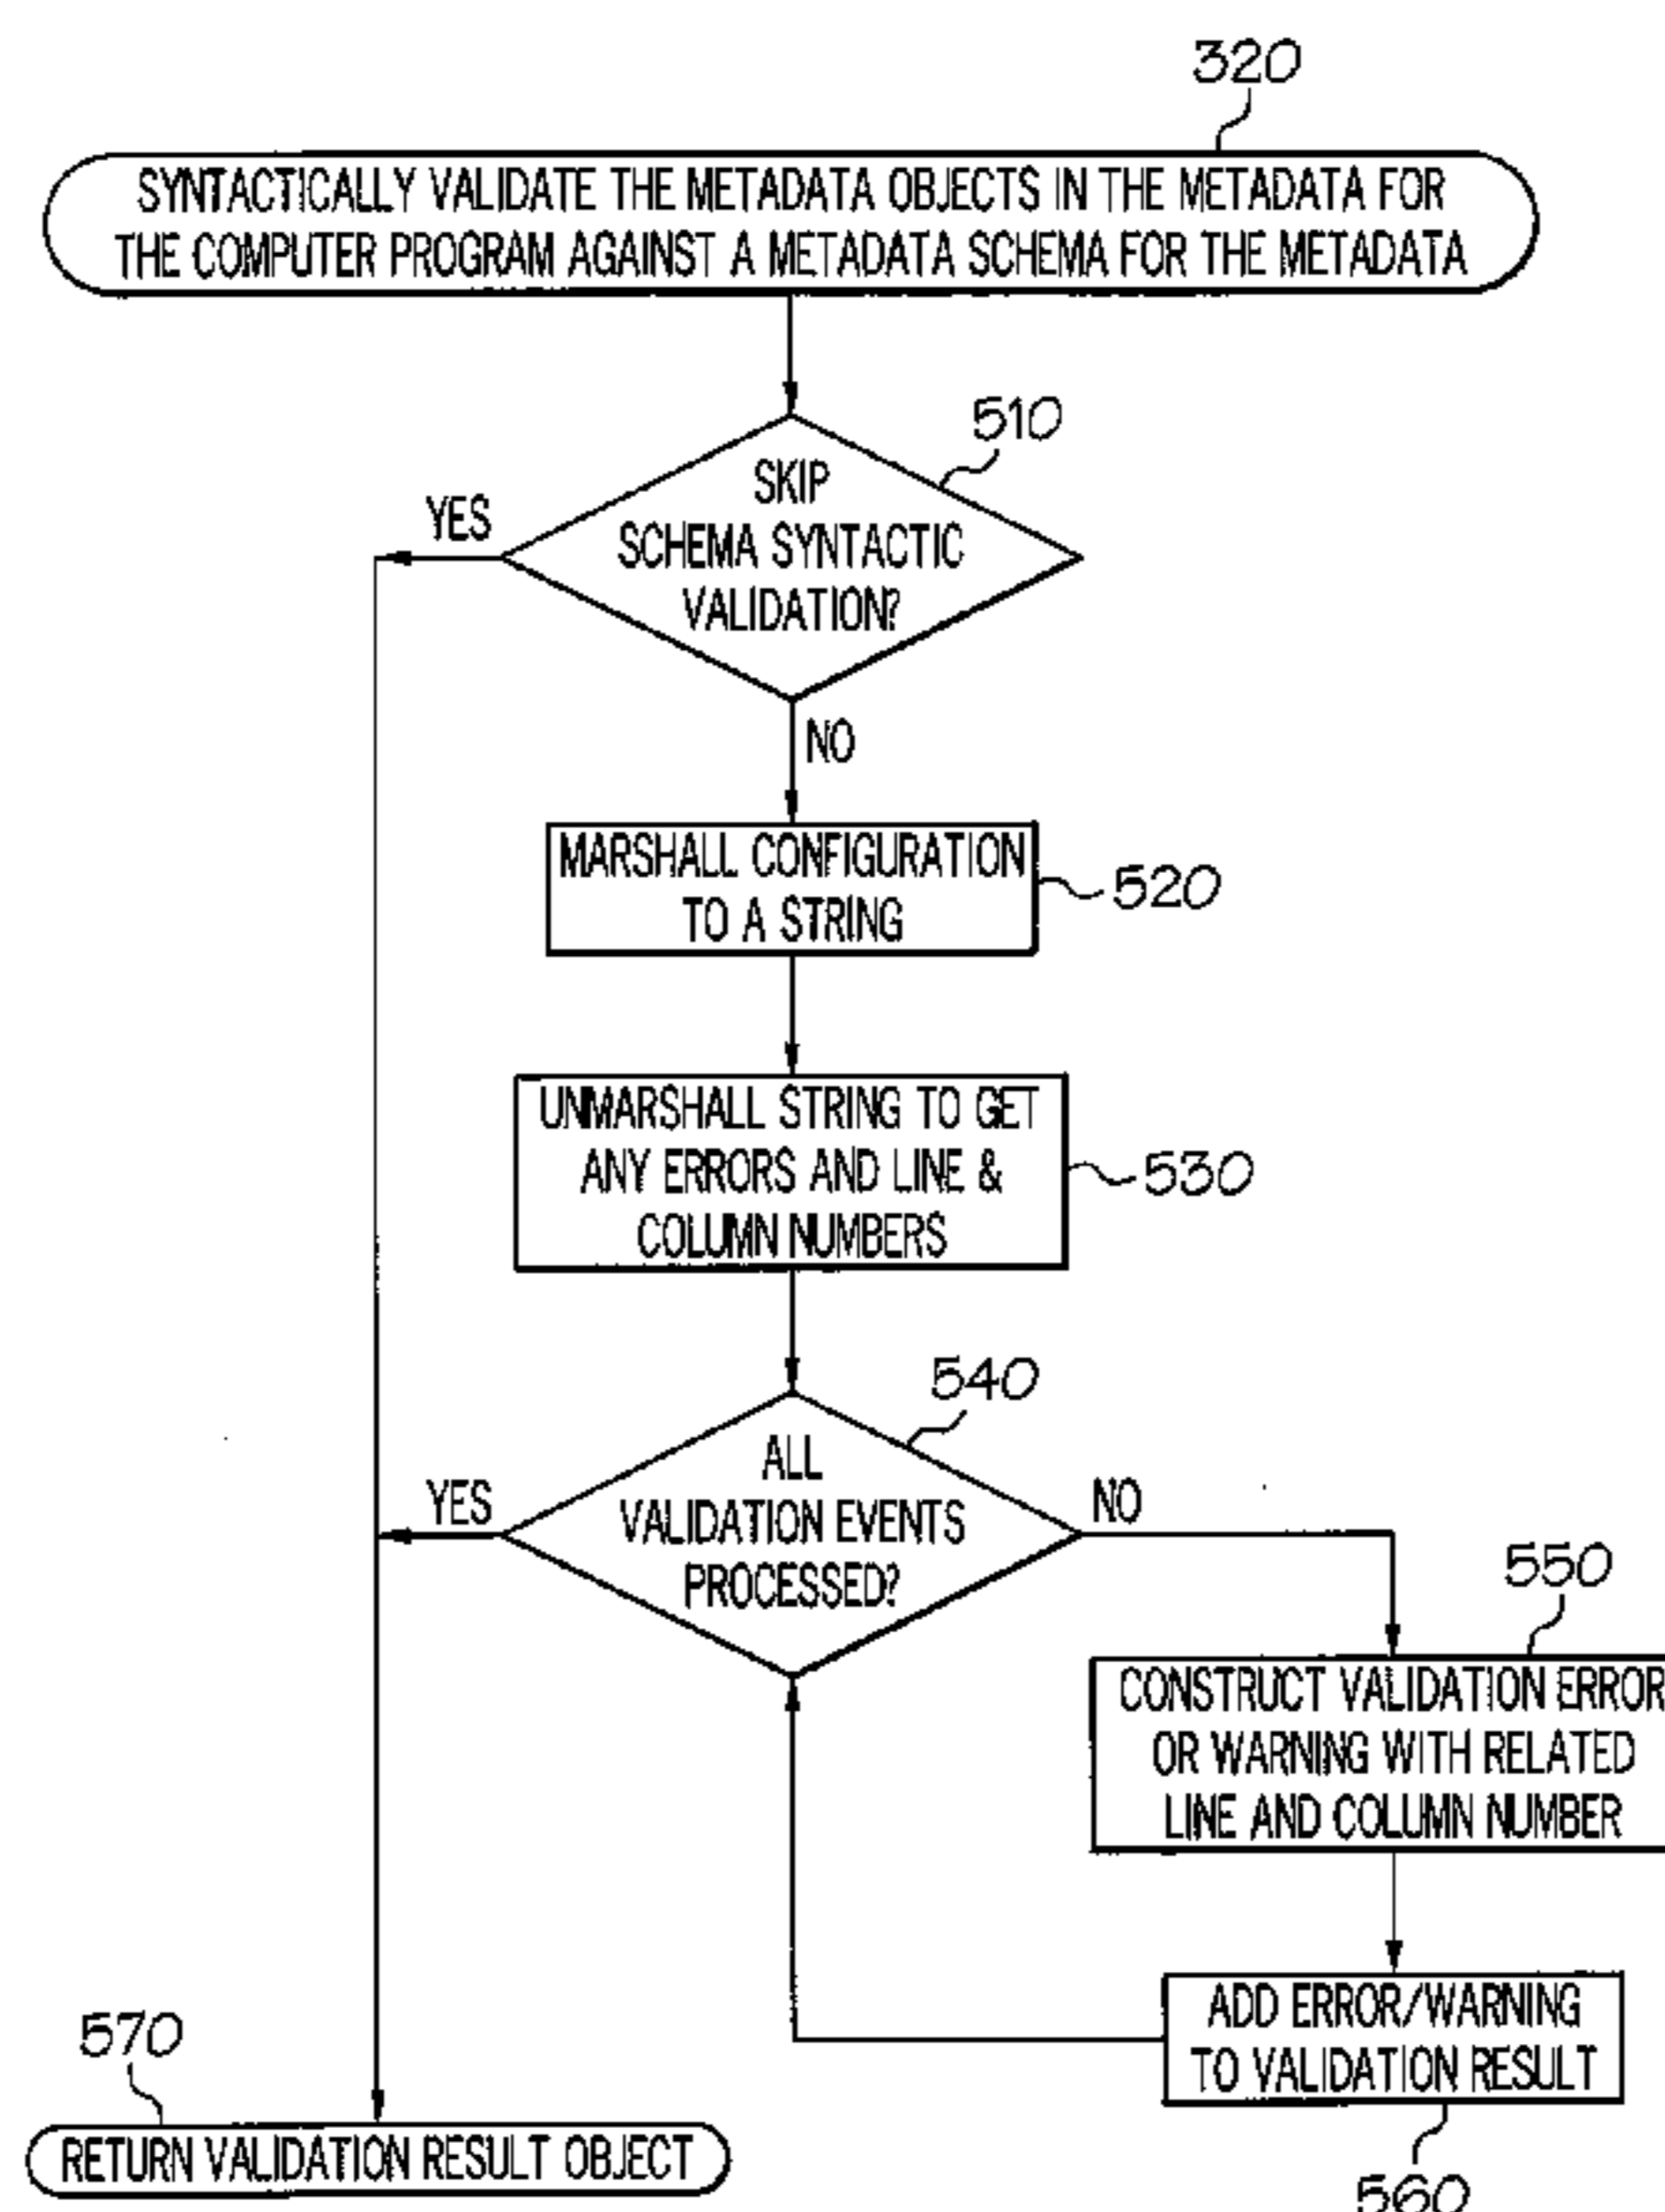 320
SYNTACTICALLY VALIDATE THE METADATA OBJECTS IN THE METADATA FOR
THE COMPUTER PROGRAM AGAINST A METADATA SCHEMA FOR THE METADATA
510
SKIP
SCHEMA SYNTACTIC
VALIDATION?
YES
NO
MARSHALL CONFIGURATION
TO A STRING
520
UNMARSHALL STRING TO GET
ANY ERRORS AND LINE &
COLUMN NUMBERS
530
540
ALL
VALIDATION EVENTS
PROCESSED?
YES
NO
550
CONSTRUCT VALIDATION ERROR
OR WARNING WITH RELATED
LINE AND COLUMN NUMBER
ADD ERROR/WARNING
TO VALIDATION RESULT
560
570
RETURN VALIDATION RESULT OBJECT